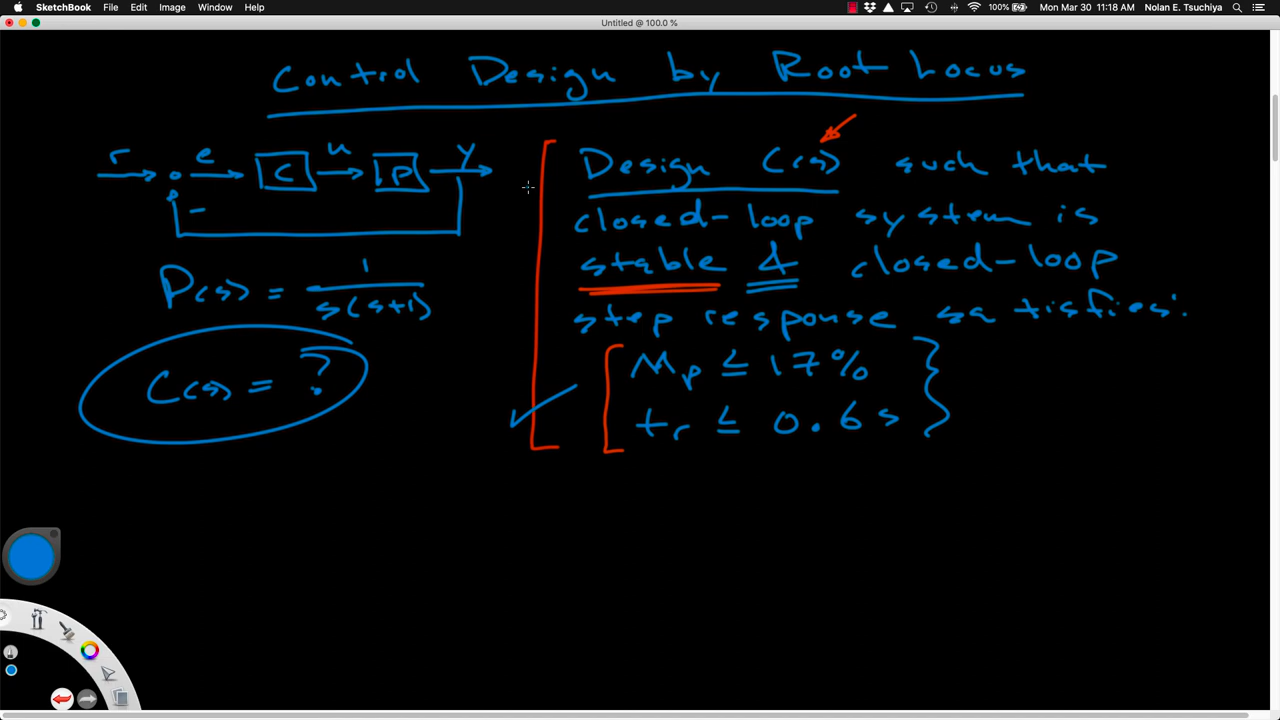 SketchBook File Edit Image Window Help 100% Mon Mar 30 11:18 AM Nolan E. Tsuchiya
Untitled @ 100.0 %
Control Design by Root Locus
r e C u P y
−
P(s) = 1 / s(s+1)
C(s) = ?
Design C(s) such that
closed-loop system is
stable & closed-loop
step response satisfies:
Mp ≤ 17%
tr ≤ 0.6 s